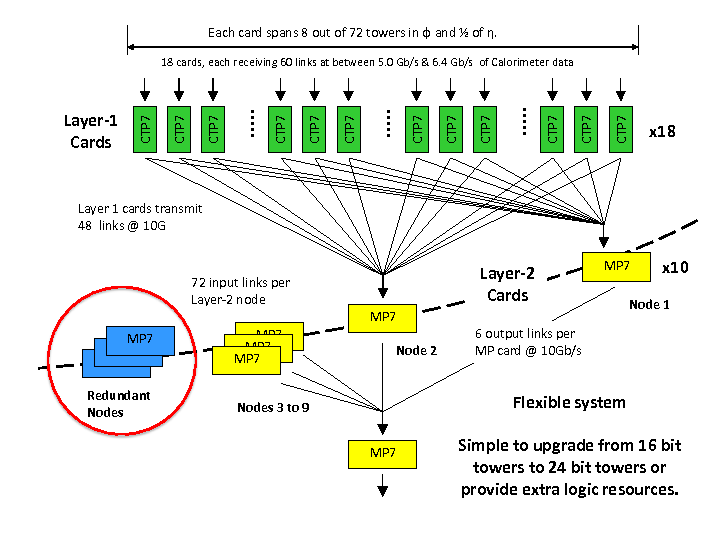 Each card spans 8 out of 72 towers in ϕ and ½ of η.
18 cards, each receiving 60 links at between 5.0 Gb/s & 6.4 Gb/s of Calorimeter data
Layer-1
Cards
CTP7 CTP7 CTP7 CTP7 CTP7 CTP7 CTP7 CTP7 CTP7 CTP7 CTP7 CTP7
x18
Layer 1 cards transmit
48 links @ 10G
72 input links per
Layer-2 node
Layer-2
Cards
MP7
x10
Node 1
MP7
Node 2
6 output links per
MP card @ 10Gb/s
MP7
MP7
MP7
MP7
Redundant
Nodes
Nodes 3 to 9
Flexible system
MP7
Simple to upgrade from 16 bit
towers to 24 bit towers or
provide extra logic resources.